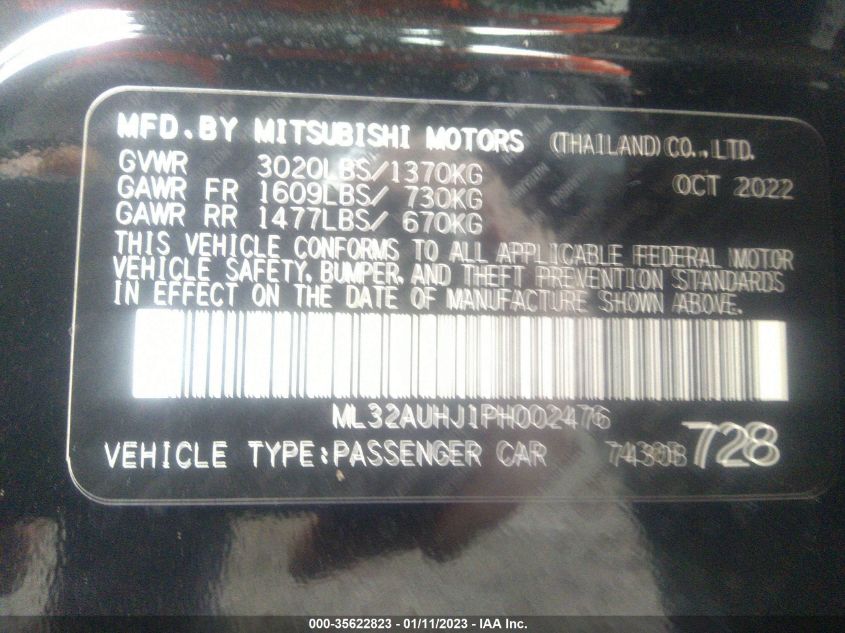 MFD.BY MITSUBISHI MOTORS (THAILAND) CO.,LTD.
GVWR 3020LBS/1370KG OCT 2022
GAWR FR 1609LBS/ 730KG
GAWR RR 1477LBS/ 670KG
THIS VEHICLE CONFORMS TO ALL APPLICABLE FEDERAL MOTOR
VEHICLE SAFETY, BUMPER, AND THEFT PREVENTION STANDARDS
IN EFFECT ON THE DATE OF MANUFACTURE SHOWN ABOVE.
ML32AUHJ1PH002476
VEHICLE TYPE:PASSENGER CAR 728
000-35622823 - 01/11/2023 - IAA Inc.